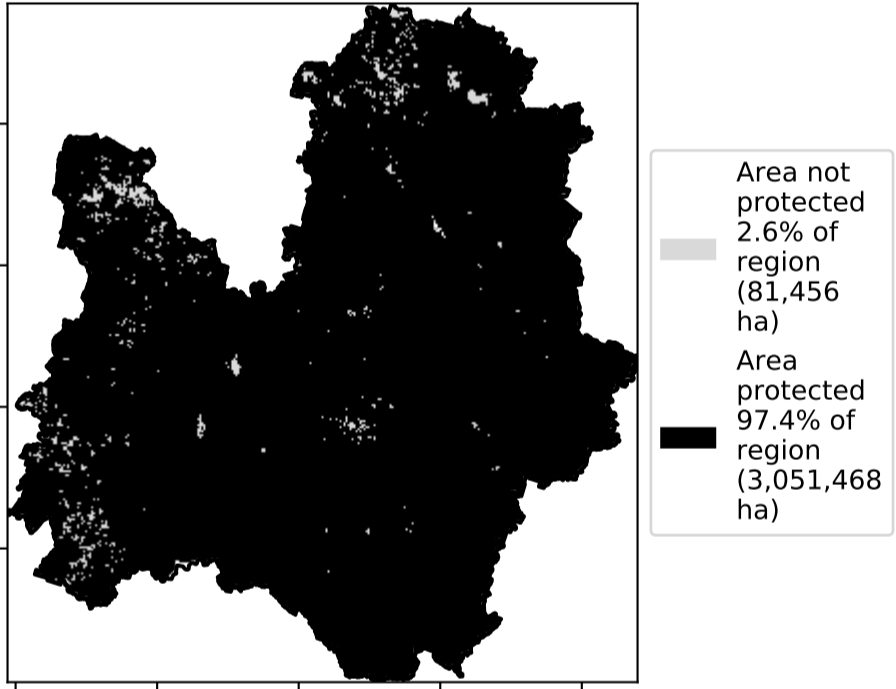 Area not
protected
2.6% of
region
(81,456
ha)
Area
protected
97.4% of
region
(3,051,468
ha)